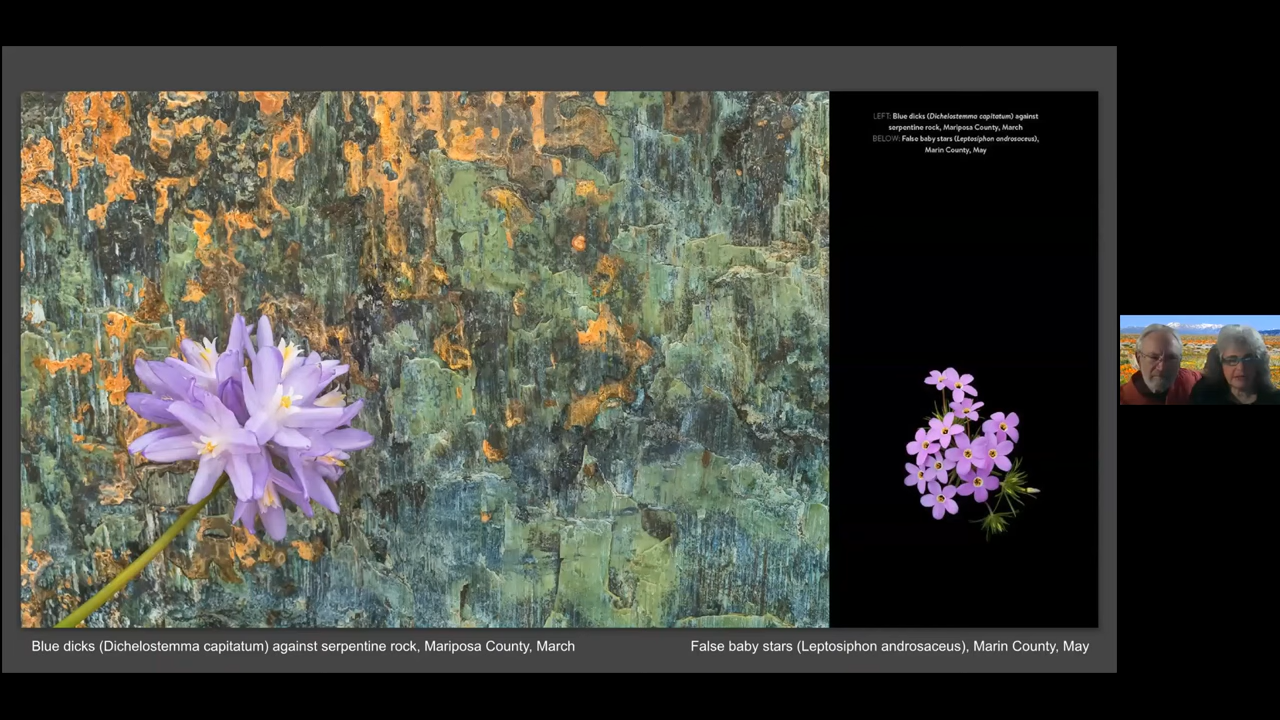 LEFT: Blue dicks (Dichelostemma capitatum) against
serpentine rock, Mariposa County, March
BELOW: False baby stars (Leptosiphon androsaceus),
Marin County, May
Blue dicks (Dichelostemma capitatum) against serpentine rock, Mariposa County, March
False baby stars (Leptosiphon androsaceus), Marin County, May